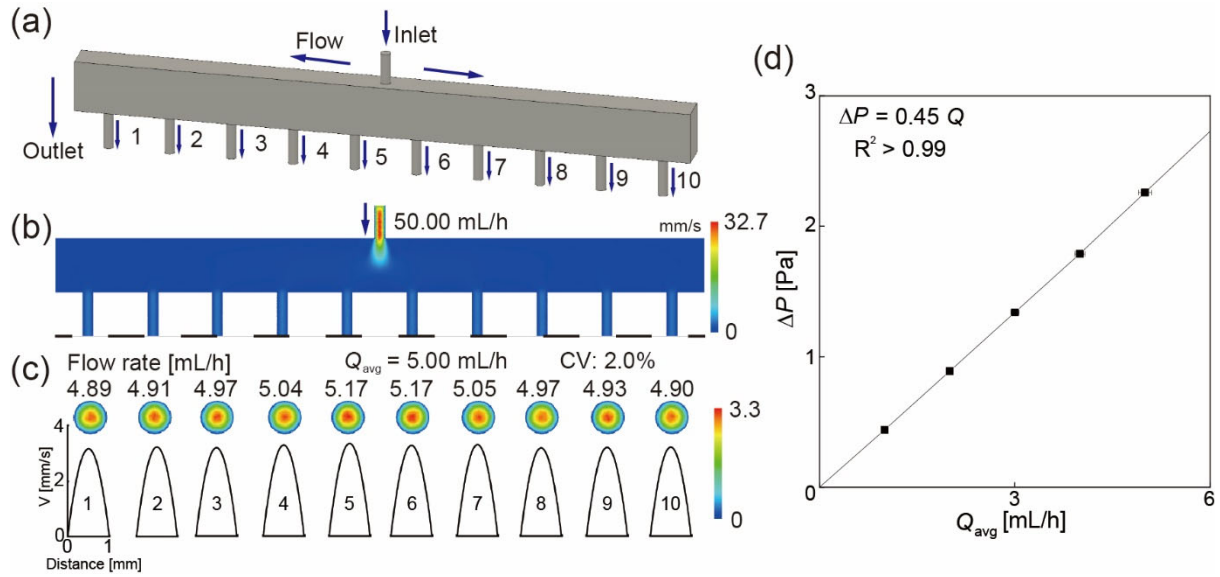 (a)
Inlet
Flow
Outlet
1 2 3 4 5 6 7 8 9 10
(b)
50.00 mL/h
mm/s
32.7
0
(c)
Flow rate [mL/h]
Qavg = 5.00 mL/h
CV: 2.0%
4.89 4.91 4.97 5.04 5.17 5.17 5.05 4.97 4.93 4.90
3.3
0
4
2
0
V [mm/s]
1 2 3 4 5 6 7 8 9 10
0 1
Distance [mm]
(d)
3
ΔP = 0.45 Q
R² > 0.99
2
ΔP [Pa]
1
0
3 6
Qavg [mL/h]